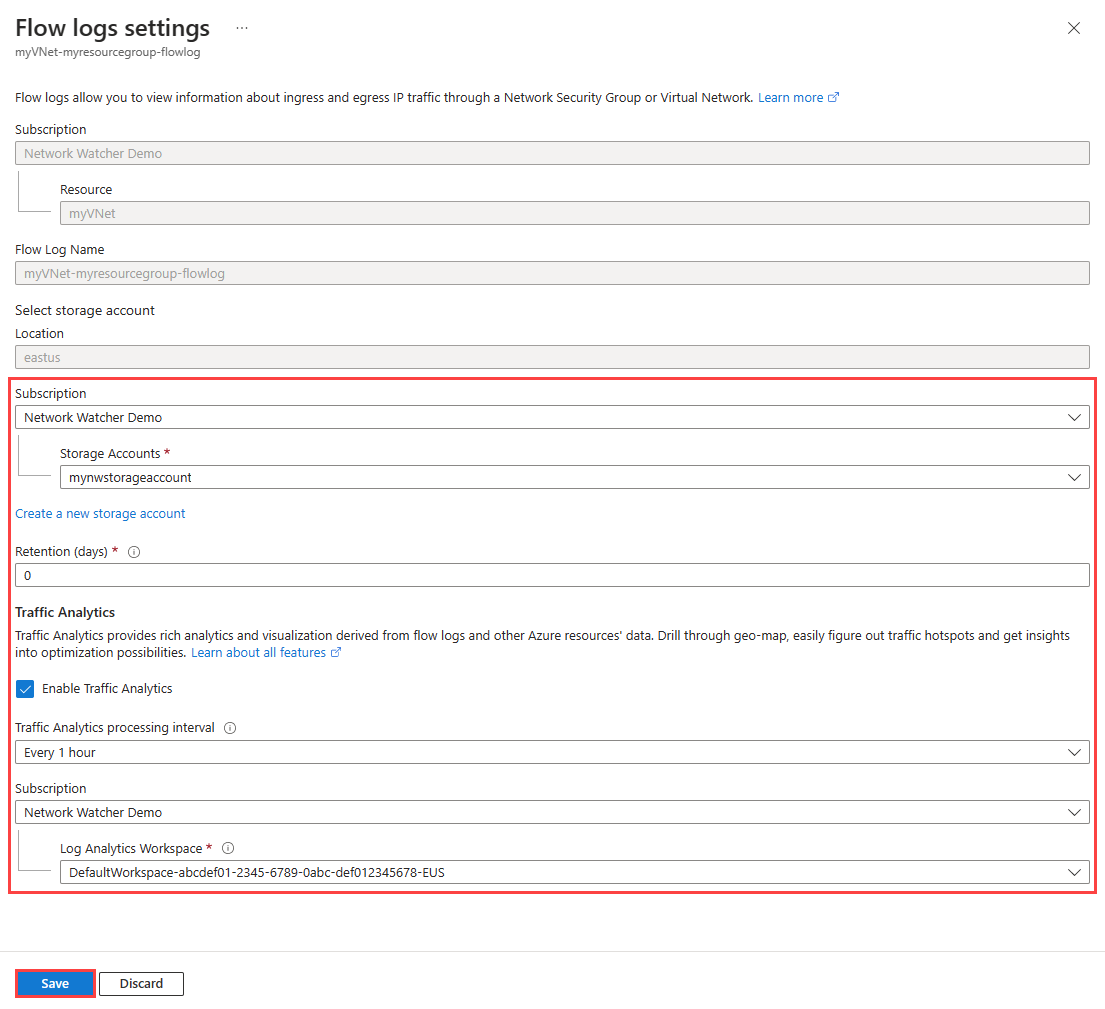 Flow logs settings ...
myVNet-myresourcegroup-flowlog
Flow logs allow you to view information about ingress and egress IP traffic through a Network Security Group or Virtual Network. Learn more
Subscription
Network Watcher Demo
Resource
myVNet
Flow Log Name
myVNet-myresourcegroup-flowlog
Select storage account
Location
eastus
Subscription
Network Watcher Demo
Storage Accounts *
mynwstorageaccount
Create a new storage account
Retention (days) *
0
Traffic Analytics
Traffic Analytics provides rich analytics and visualization derived from flow logs and other Azure resources' data. Drill through geo-map, easily figure out traffic hotspots and get insights
into optimization possibilities. Learn about all features
Enable Traffic Analytics
Traffic Analytics processing interval
Every 1 hour
Subscription
Network Watcher Demo
Log Analytics Workspace *
DefaultWorkspace-abcdef01-2345-6789-0abc-def012345678-EUS
Save Discard